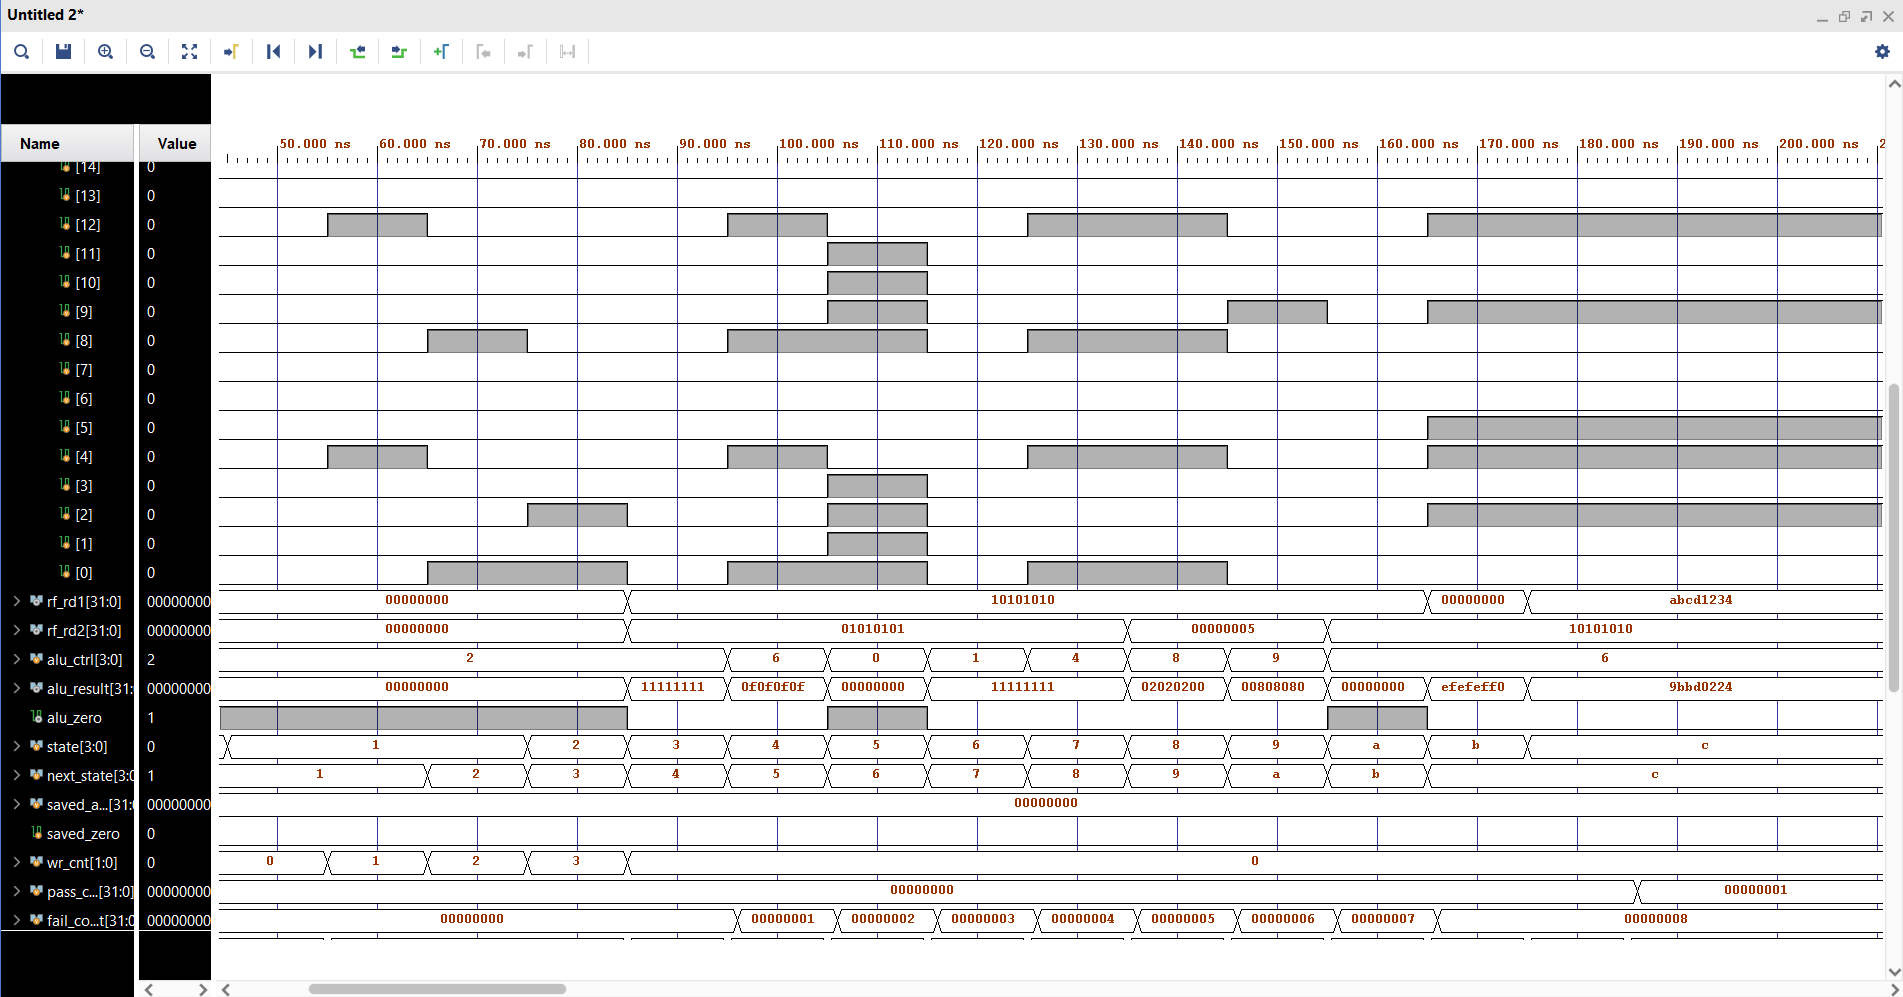 Untitled 2*
Name Value
50.000 ns 60.000 ns 70.000 ns 80.000 ns 90.000 ns 100.000 ns 110.000 ns 120.000 ns 130.000 ns 140.000 ns 150.000 ns 160.000 ns 170.000 ns 180.000 ns 190.000 ns 200.000 ns 2
[14] 0
[13] 0
[12] 0
[11] 0
[10] 0
[9] 0
[8] 0
[7] 0
[6] 0
[5] 0
[4] 0
[3] 0
[2] 0
[1] 0
[0] 0
rf_rd1[31:0] 00000000 00000000 10101010 00000000 abcd1234
rf_rd2[31:0] 00000000 00000000 01010101 00000005 10101010
alu_ctrl[3:0] 2 2 6 0 1 4 8 9 6
alu_result[31: 00000000 00000000 11111111 0f0f0f0f 00000000 11111111 02020200 00808080 00000000 efefeff0 9bbd0224
alu_zero 1
state[3:0] 0 1 2 3 4 5 6 7 8 9 a b c
next_state[3:0 1 1 2 3 4 5 6 7 8 9 a b c
saved_a...[31:0 00000000 00000000
saved_zero 0
wr_cnt[1:0] 0 0 1 2 3 0
pass_c...[31:0] 00000000 00000000 00000001
fail_co...t[31:0 00000000 00000000 00000001 00000002 00000003 00000004 00000005 00000006 00000007 00000008